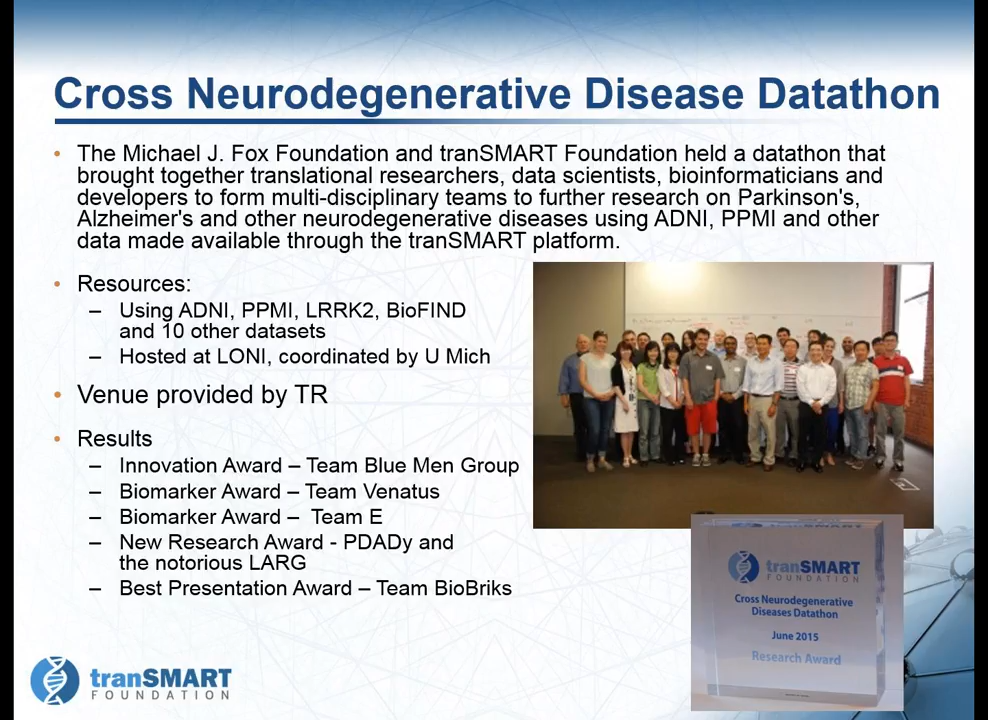 Cross Neurodegenerative Disease Datathon
• The Michael J. Fox Foundation and tranSMART Foundation held a datathon that
brought together translational researchers, data scientists, bioinformaticians and
developers to form multi-disciplinary teams to further research on Parkinson's,
Alzheimer's and other neurodegenerative diseases using ADNI, PPMI and other
data made available through the tranSMART platform.
• Resources:
– Using ADNI, PPMI, LRRK2, BioFIND
and 10 other datasets
– Hosted at LONI, coordinated by U Mich
• Venue provided by TR
• Results
– Innovation Award – Team Blue Men Group
– Biomarker Award – Team Venatus
– Biomarker Award – Team E
– New Research Award - PDADy and
the notorious LARG
– Best Presentation Award – Team BioBriks
tranSMART
FOUNDATION
Cross Neurodegenerative
Diseases Datathon
June 2015
Research Award
tranSMART
FOUNDATION